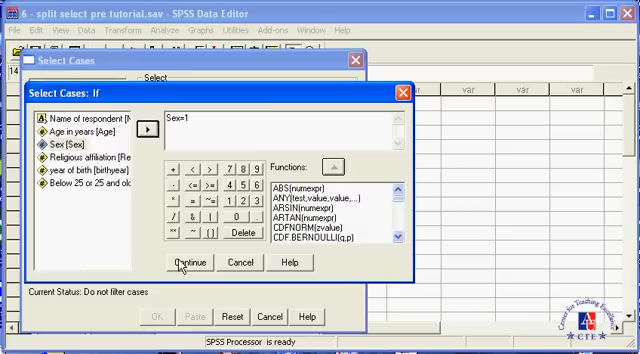 6 - split select pre tutorial.sav - SPSS Data Editor
File Edit View Data Transform Analyze Graphs Utilities Add-ons Window Help
Select Cases
14
Select
var var var var
Select Cases: If
Name of respondent [N
Age in years [Age]
Sex [Sex]
Religious affiliation [Re
year of birth [birthyear]
Below 25 or 25 and old
Sex=1
Functions:
+ < > 7 8 9
- <= >= 4 5 6
* = ~= 1 2 3
/ & | 0 .
** ~ () Delete
ABS(numexpr)
ANY(test,value,value,...)
ARSIN(numexpr)
ARTAN(numexpr)
CDFNORM(zvalue)
CDF.BERNOULLI(q,p)
Continue Cancel Help
Current Status: Do not filter cases
OK Paste Reset Cancel Help
SPSS Processor is ready
Center for Teaching Excellence
CTE